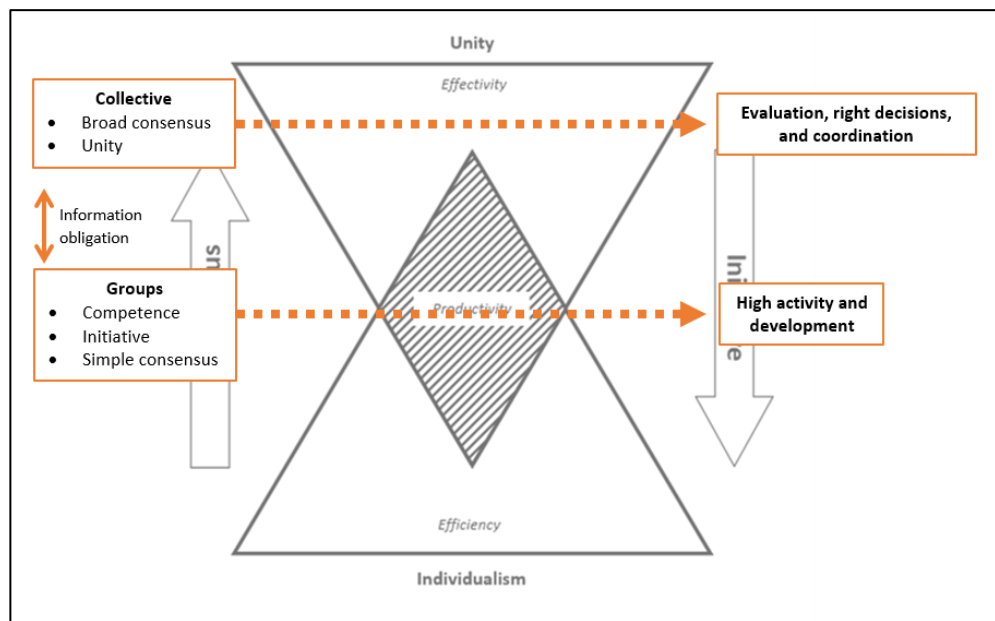 Unity
Effectivity
Collective
• Broad consensus
• Unity
Evaluation, right decisions,
and coordination
Information
obligation
Groups
• Competence
• Initiative
• Simple consensus
Productivity
High activity and
development
Efficiency
Individualism